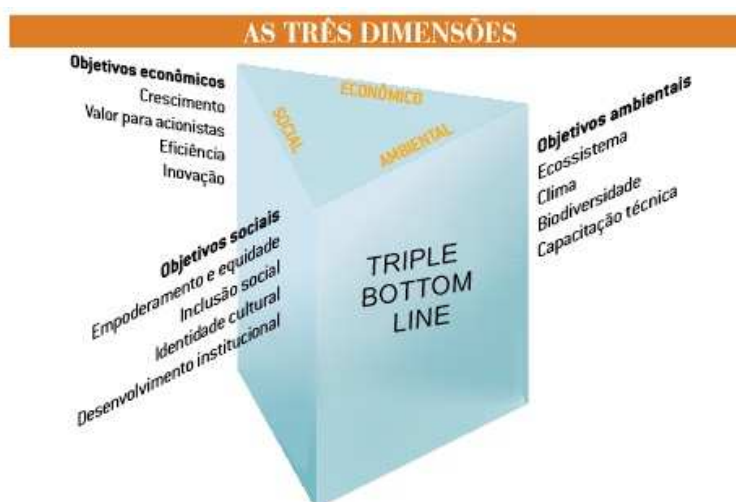 AS TRÊS DIMENSÕES
Objetivos econômicos
Crescimento
Valor para acionistas
Eficiência
Inovação
ECONÔMICO
SOCIAL
AMBIENTAL
Objetivos ambientais
Ecossistema
Clima
Biodiversidade
Capacitação técnica
Objetivos sociais
Empoderamento e equidade
Inclusão social
Identidade cultural
Desenvolvimento institucional
TRIPLE
BOTTOM
LINE